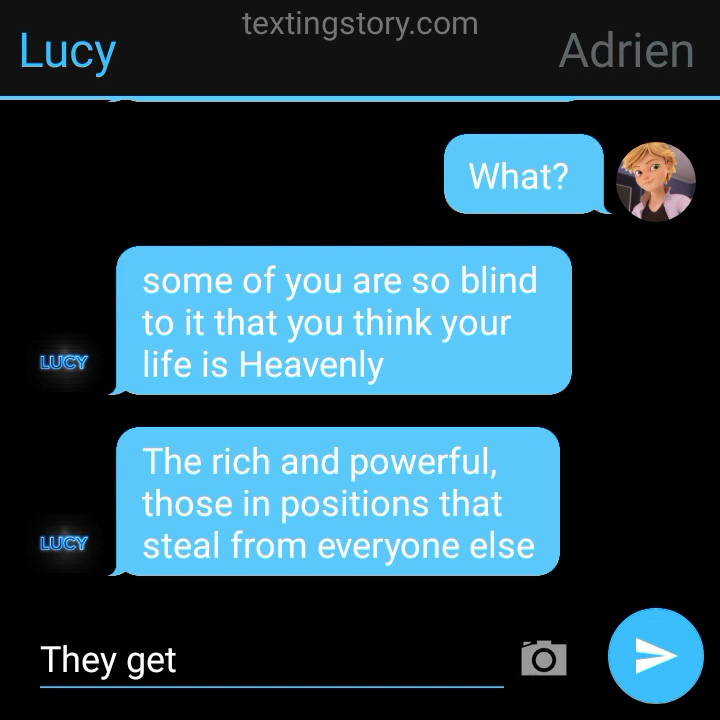 textingstory.com
Lucy
Adrien
What?
some of you are so blind
to it that you think your
life is Heavenly
LUCY
The rich and powerful,
those in positions that
steal from everyone else
LUCY
They get